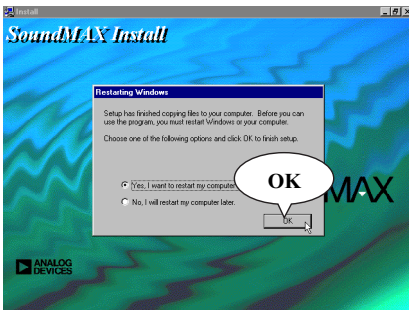 Install
SoundMAX Install
Restarting Windows
Setup has finished copying files to your computer. Before you can
use the program, you must restart Windows or your computer.
Choose one of the following options and click OK to finish setup.
Yes, I want to restart my computer
OK
No, I will restart my computer later.
MAX
OK
ANALOG
DEVICES